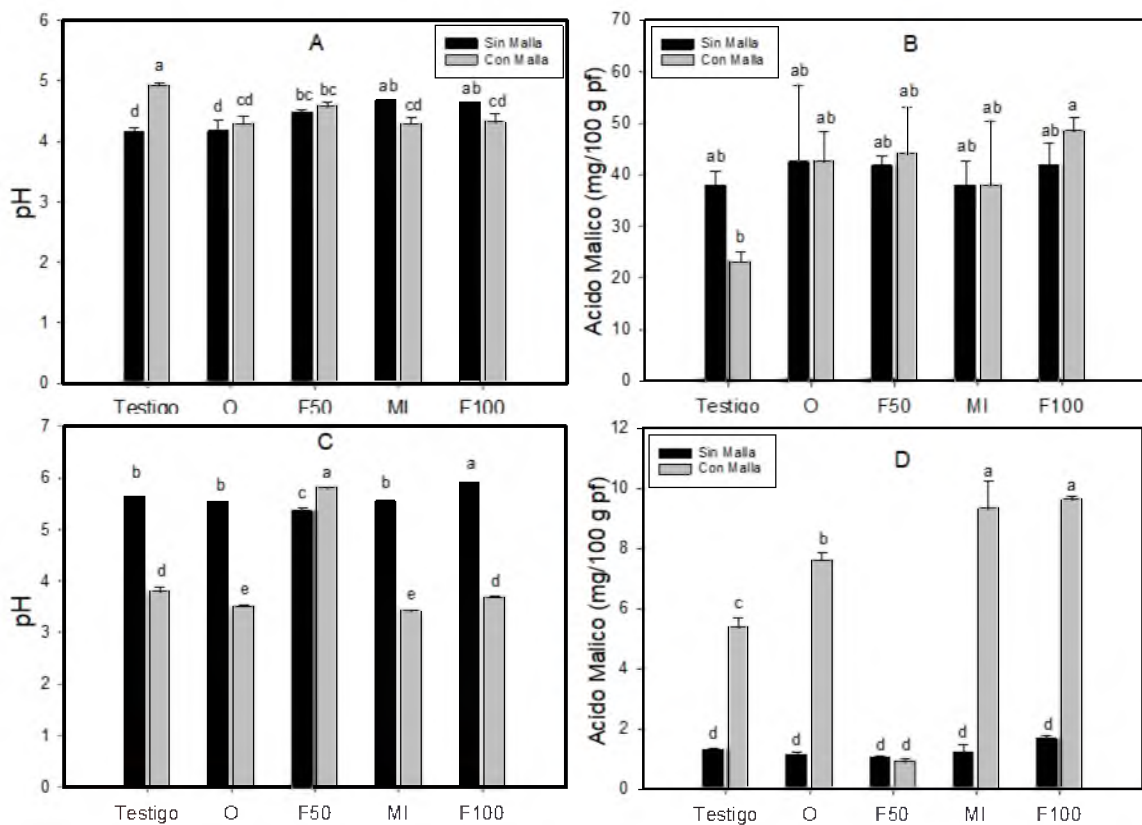 A
Sin Malla
Con Malla
pH
6
5
4
3
2
1
0
d
a
d
cd
bc
bc
ab
cd
ab
cd
Testigo
O
F50
MI
F100
B
Sin Malla
Con Malla
Acido Malico (mg/100 g pf)
70
60
50
40
30
20
10
0
ab
b
ab
ab
ab
ab
ab
ab
ab
a
Testigo
O
F50
MI
F100
C
pH
7
6
5
4
3
2
1
0
b
d
b
e
c
a
b
e
a
d
Testigo
O
F50
MI
F100
D
Sin Malla
Con Malla
Acido Malico (mg/100 g pf)
12
10
8
6
4
2
0
d
c
d
b
d
d
d
a
d
a
Testigo
O
F50
MI
F100